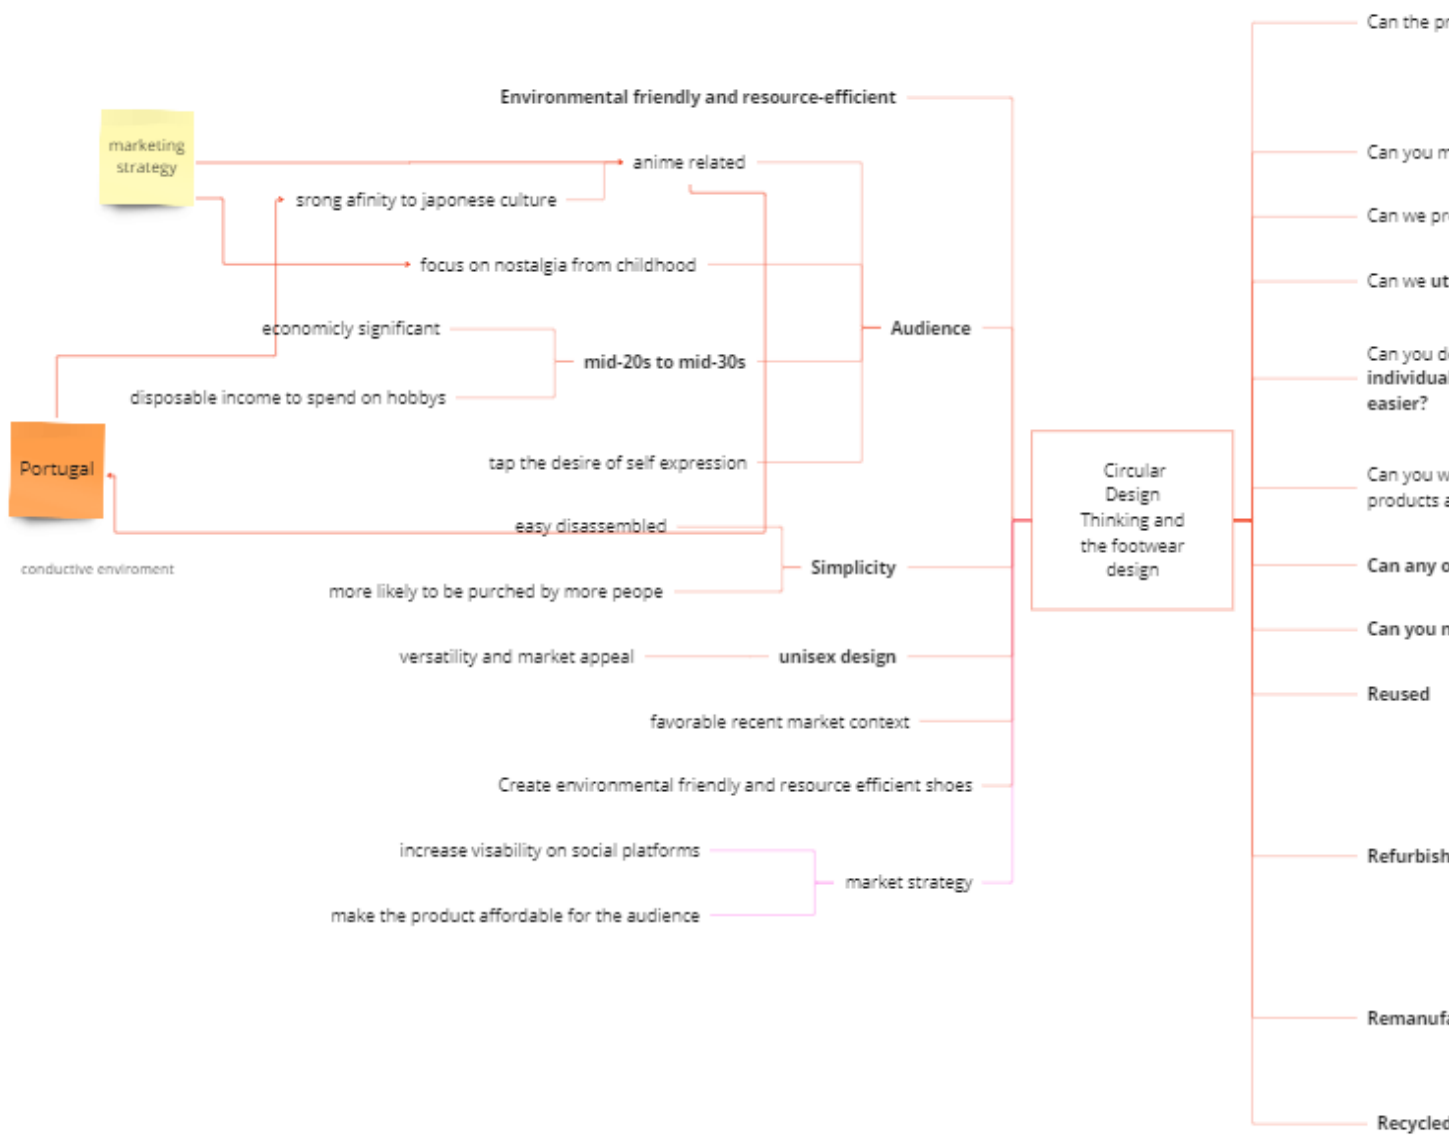 Can the
Environmental friendly and resource-efficient
marketing
strategy
anime related
Can you
srong afinity to japonese culture
Can we
focus on nostalgia from childhood
Can we
economicly significant
Audience
Can you
mid-20s to mid-30s
easier?
disposable income to spend on hobbys
Portugal
tap the desire of self expression
Circular
Design
Thinking and
the footwear
design
Can you
products
easy disassembled
conductive enviroment
Simplicity
Can any
more likely to be purched by more peope
Can you
versatility and market appeal
unisex design
Reused
favorable recent market context
Create environmental friendly and resource efficient shoes
increase visability on social platforms
Refurbish
market strategy
make the product affordable for the audience
Recycled